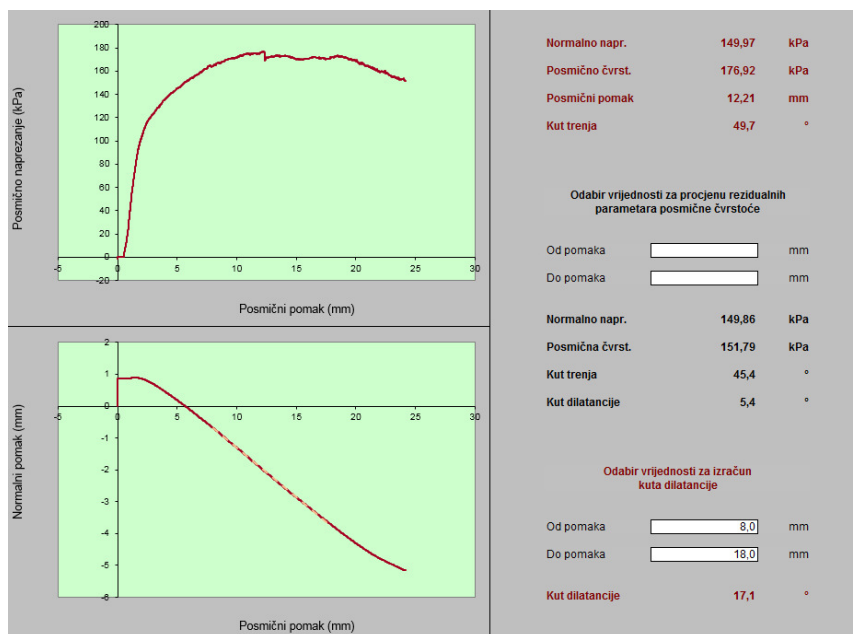 Posmično naprezanje (kPa)
200
180
160
140
120
100
80
60
40
20
0
-20
-5
0
5
10
15
20
25
30
Posmični pomak (mm)
Normalni pomak (mm)
2
1
0
-1
-2
-3
-4
-5
-6
-5
0
5
10
15
20
25
30
Posmični pomak (mm)
Normalno napr. 149,97 kPa
Posmično čvrst. 176,92 kPa
Posmični pomak 12,21 mm
Kut trenja 49,7 °
Odabir vrijednosti za procjenu rezidualnih
parametara posmične čvrstoće
Od pomaka mm
Do pomaka mm
Normalno napr. 149,86 kPa
Posmična čvrst. 151,79 kPa
Kut trenja 45,4 °
Kut dilatancije 5,4 °
Odabir vrijednosti za izračun
kuta dilatancije
Od pomaka 8,0 mm
Do pomaka 18,0 mm
Kut dilatancije 17,1 °